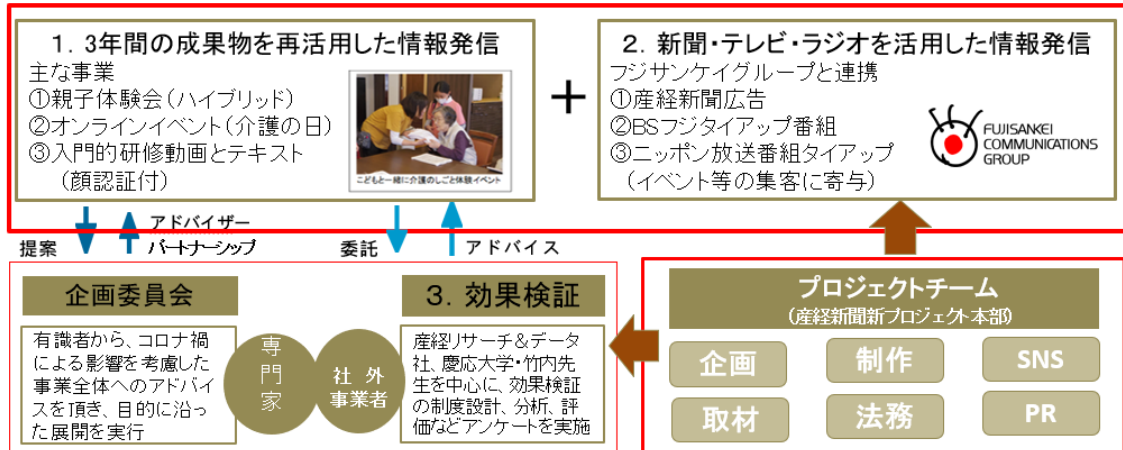 1．3年間の成果物を再活用した情報発信
主な事業
①親子体験会（ハイブリッド）
②オンラインイベント（介護の日）
③入門的研修動画とテキスト
（顔認証付）
こどもと一緒に介護のしごと体験イベント
＋
2．新聞・テレビ・ラジオを活用した情報発信
フジサンケイグループと連携
①産経新聞広告
②BSフジタイアップ番組
③ニッポン放送番組タイアップ
（イベント等の集客に寄与）
FUJISANKEI
COMMUNICATIONS
GROUP
提案
アドバイザー
パートナーシップ
委託
アドバイス
企画委員会
有識者から、コロナ禍
による影響を考慮した
事業全体へのアドバイ
スを頂き、目的に沿っ
た展開を実行
専門家
社外
事業者
3．効果検証
産経リサーチ＆データ
社、慶応大学・竹内先
生を中心に、効果検証
の制度設計、分析、評
価などアンケートを実施
プロジェクトチーム
（産経新聞新プロジェクト本部）
企画
制作
SNS
取材
法務
PR